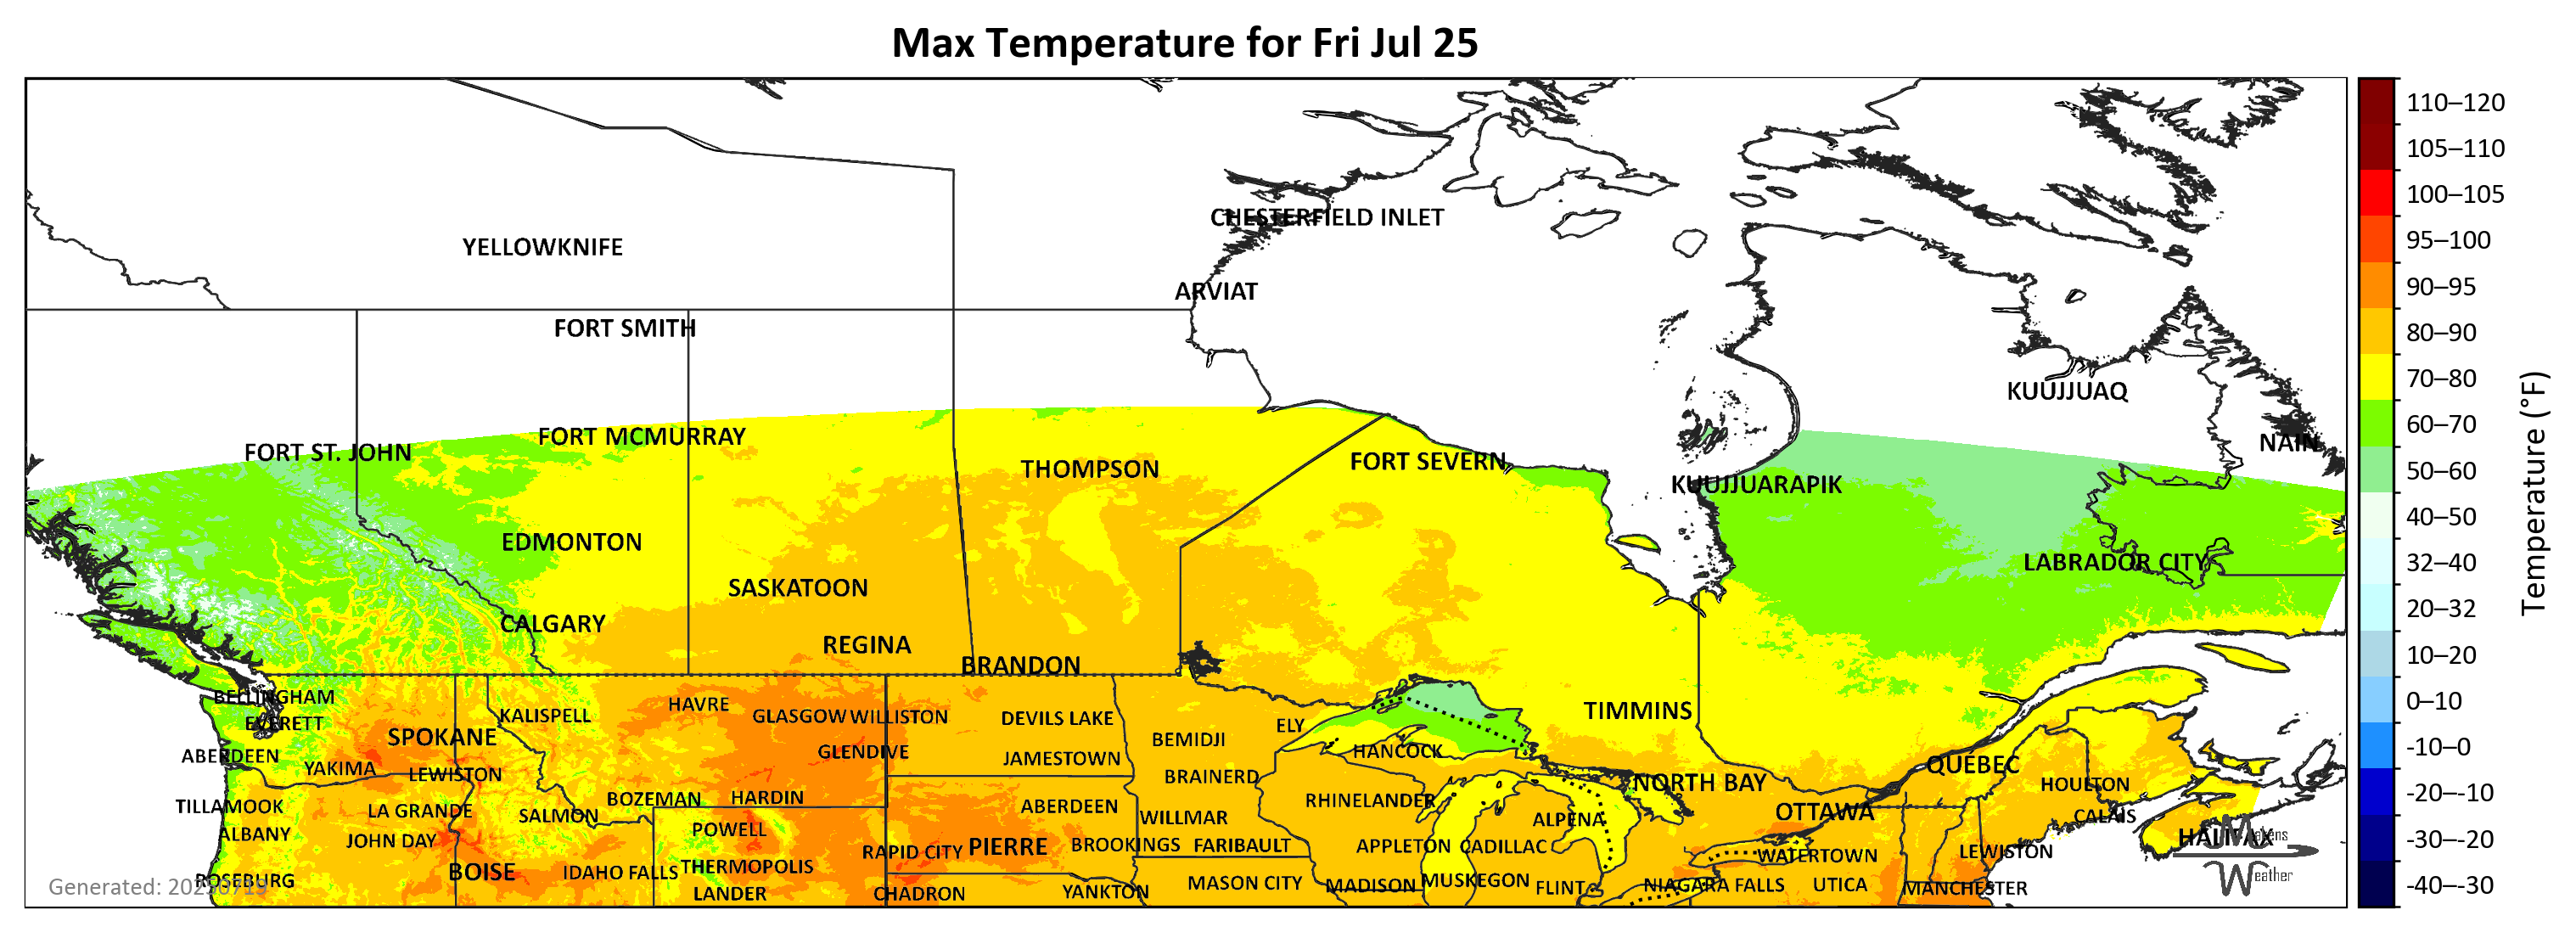 Max Temperature for Fri Jul 25
CHESTERFIELD INLET
YELLOWKNIFE
ARVIAT
FORT SMITH
KUUJJUAQ
FORT MCMURRAY
NAIN
FORT ST. JOHN
FORT SEVERN
THOMPSON
KUUJJUARAPIK
EDMONTON
LABRADOR CITY
SASKATOON
CALGARY
REGINA
BRANDON
BELLINGHAM
HAVRE
TIMMINS
KALISPELL
GLASGOW WILLISTON
DEVILS LAKE
EVERETT
ELY
SPOKANE
BEMIDJI
GLENDIVE
HANCOCK
ABERDEEN
JAMESTOWN
QUÉBEC
YAKIMA
LEWISTON
BRAINERD
NORTH BAY
HOULTON
BOZEMAN
HARDIN
RHINELANDER
TILLAMOOK
ABERDEEN
LA GRANDE
OTTAWA
SALMON
CALAIS
WILLMAR
ALPENA
POWELL
ALBANY
HALIFAX
Makens
JOHN DAY
BROOKINGS
FARIBAULT
PIERRE
APPLETON
CADILLAC
RAPID CITY
LEWISTON
WATERTOWN
THERMOPOLIS
BOISE
IDAHO FALLS
Weather
ROSEBURG
MUSKEGON
MASON CITY
NIAGARA FALLS
UTICA
MADISON
Generated: 20250719
FLINT
MANCHESTER
YANKTON
LANDER
CHADRON
110–120
105–110
100–105
95–100
90–95
80–90
70–80
60–70
50–60
40–50
32–40
20–32
10–20
0–10
-10–0
-20–-10
-30–-20
-40–-30
Temperature (°F)